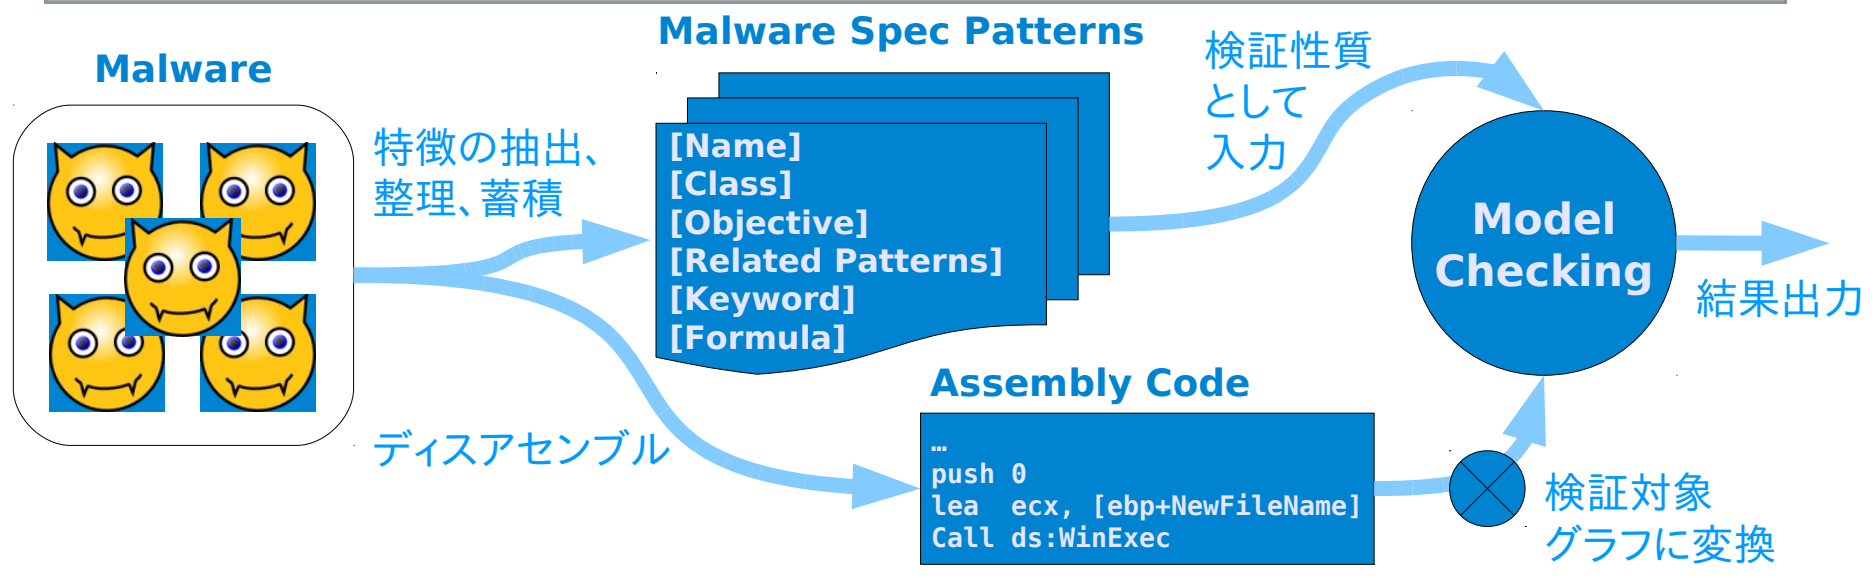 Malware
特徴の抽出、
整理、蓄積
ディスアセンブル
Malware Spec Patterns
[Name]
[Class]
[Objective]
[Related Patterns]
[Keyword]
[Formula]
Assembly Code
…
push 0
lea ecx, [ebp+NewFileName]
Call ds:WinExec
検証性質
として
入力
検証対象
グラフに変換
Model
Checking
結果出力